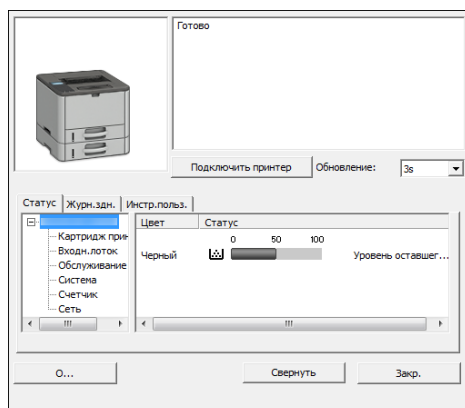 Готово
Подключить принтер Обновление: 3s
Статус Журн.здн. Инстр.польз.
Цвет Статус
Картридж прин
Входн.лоток
Обслуживание
Система
Счетчик
Сеть
0 50 100
Черный Уровень оставшег...
О... Свернуть Закр.